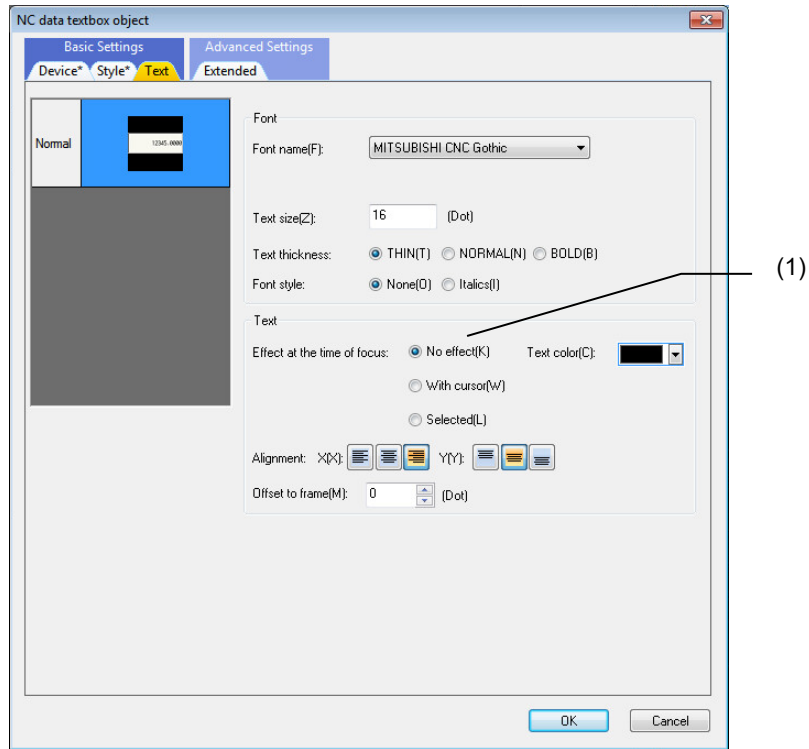 NC data textbox object
Basic Settings Advanced Settings
Device* Style* Text Extended
Normal
12345.0000
Font
Font name(F): MITSUBISHI CNC Gothic
Text size(Z): 16 (Dot)
Text thickness: THIN(T) NORMAL(N) BOLD(B)
Font style: None(O) Italics(I)
(1)
Text
Effect at the time of focus: No effect(K) Text color(C):
With cursor(W)
Selected(L)
Alignment: X(X): Y(Y):
Offset to frame(M): 0 (Dot)
OK Cancel